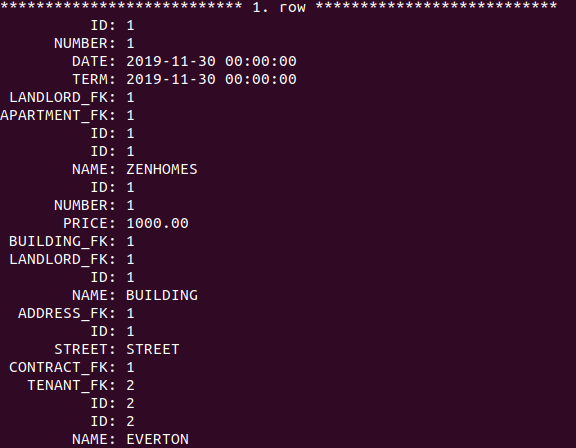 *************************** 1. row ***************************
ID: 1
NUMBER: 1
DATE: 2019-11-30 00:00:00
TERM: 2019-11-30 00:00:00
LANDLORD_FK: 1
APARTMENT_FK: 1
ID: 1
ID: 1
NAME: ZENHOMES
ID: 1
NUMBER: 1
PRICE: 1000.00
BUILDING_FK: 1
LANDLORD_FK: 1
ID: 1
NAME: BUILDING
ADDRESS_FK: 1
ID: 1
STREET: STREET
CONTRACT_FK: 1
TENANT_FK: 2
ID: 2
ID: 2
NAME: EVERTON